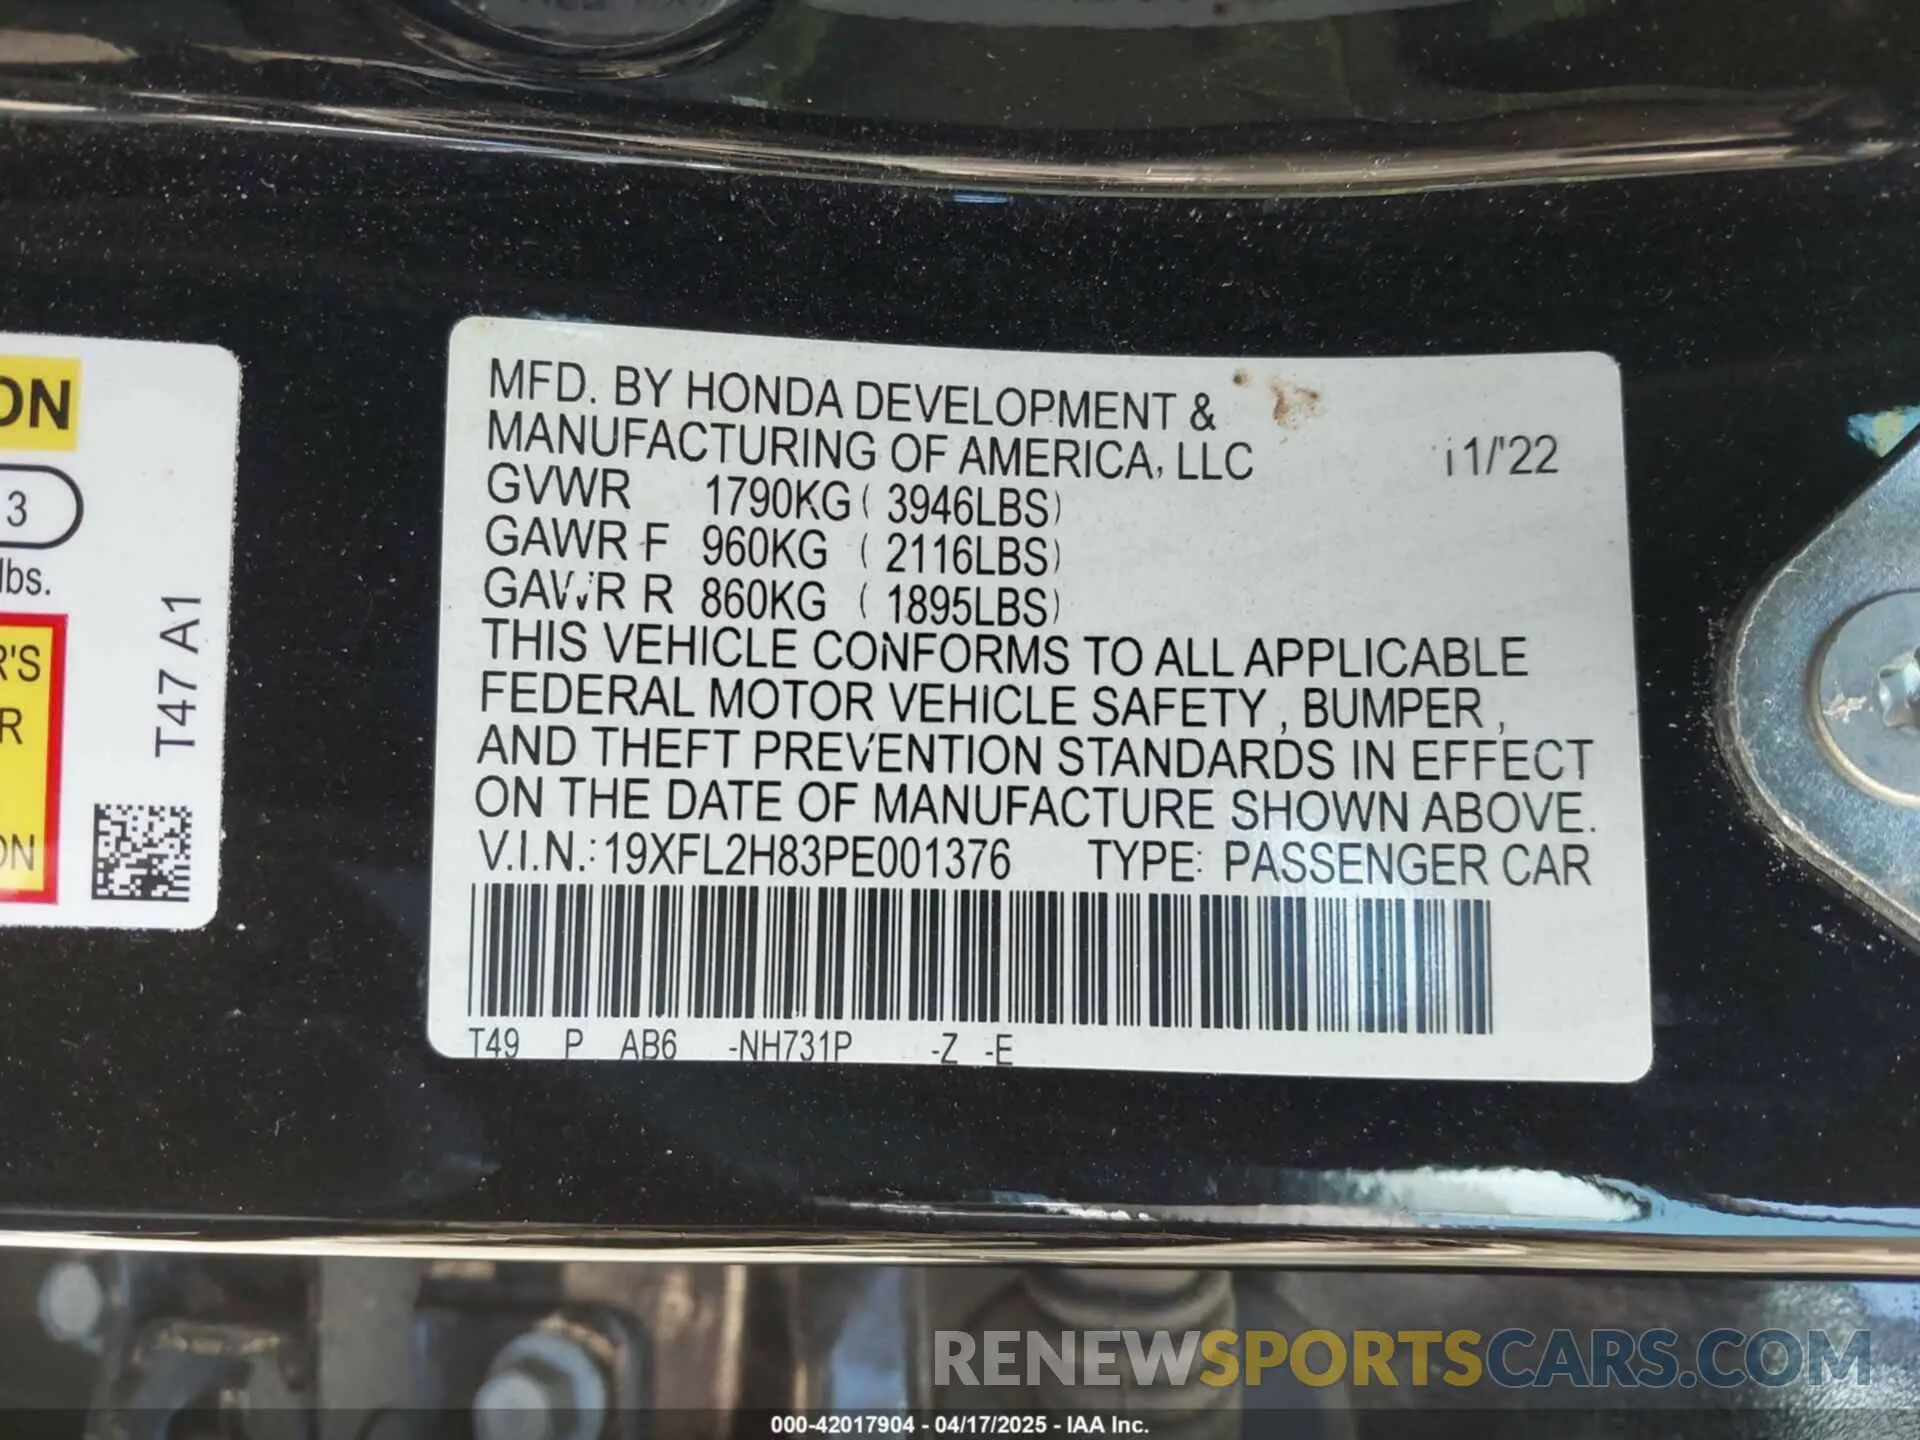 MFD. BY HONDA DEVELOPMENT &
MANUFACTURING OF AMERICA, LLC 11/'22
GVWR 1790KG ( 3946LBS)
GAWR F 960KG ( 2116LBS)
GAWR R 860KG ( 1895LBS)
THIS VEHICLE CONFORMS TO ALL APPLICABLE
FEDERAL MOTOR VEHICLE SAFETY , BUMPER ,
AND THEFT PREVENTION STANDARDS IN EFFECT
ON THE DATE OF MANUFACTURE SHOWN ABOVE.
V.I.N.: 19XFL2H83PE001376 TYPE: PASSENGER CAR
T49 P AB6 -NH731P -Z -E
ON
3
lbs.
R'S
R
ON
T47 A1
RENEWSPORTSCARS.COM
000-42017904 - 04/17/2025 - IAA Inc.